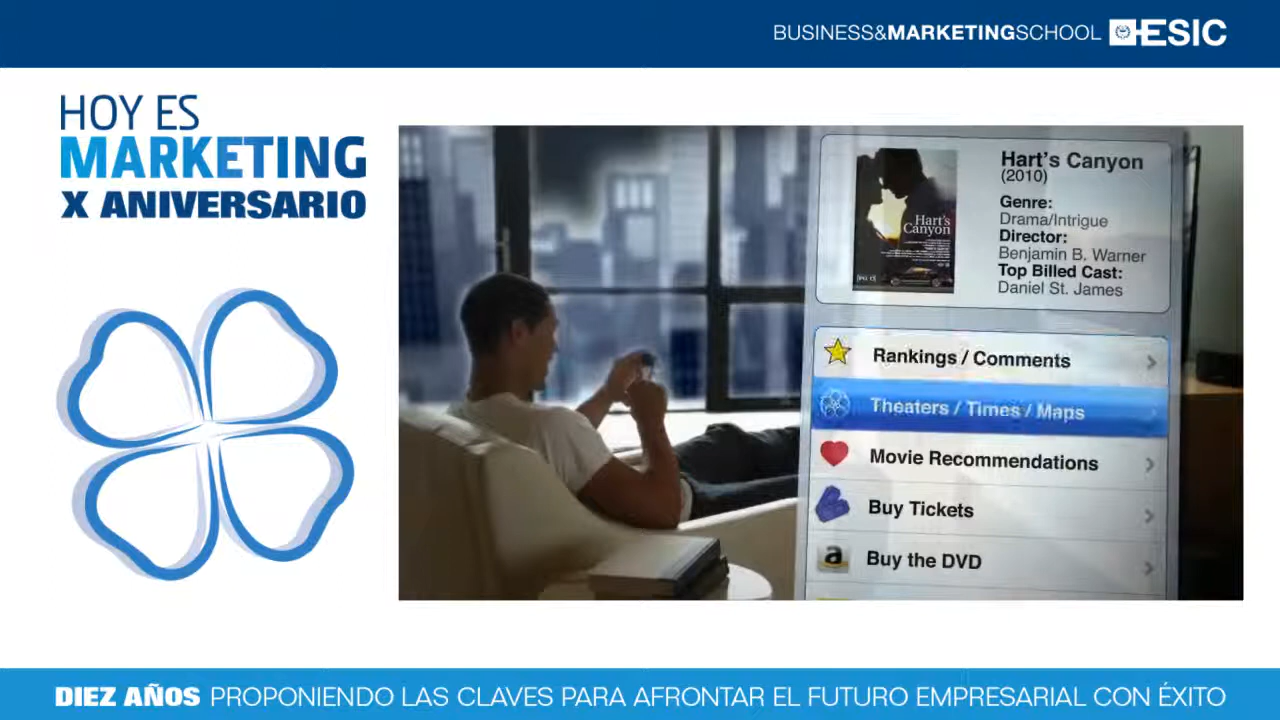 BUSINESS&MARKETINGSCHOOL ESIC
HOY ES
MARKETING
X ANIVERSARIO
Hart's Canyon
(2010)
Genre:
Drama/Intrigue
Director:
Benjamin B. Warner
Top Billed Cast:
Daniel St. James
Hart's
Canyon
Rankings / Comments
Theaters / Times / Maps
Movie Recommendations
Buy Tickets
a
Buy the DVD
DIEZ AÑOS PROPONIENDO LAS CLAVES PARA AFRONTAR EL FUTURO EMPRESARIAL CON ÉXITO